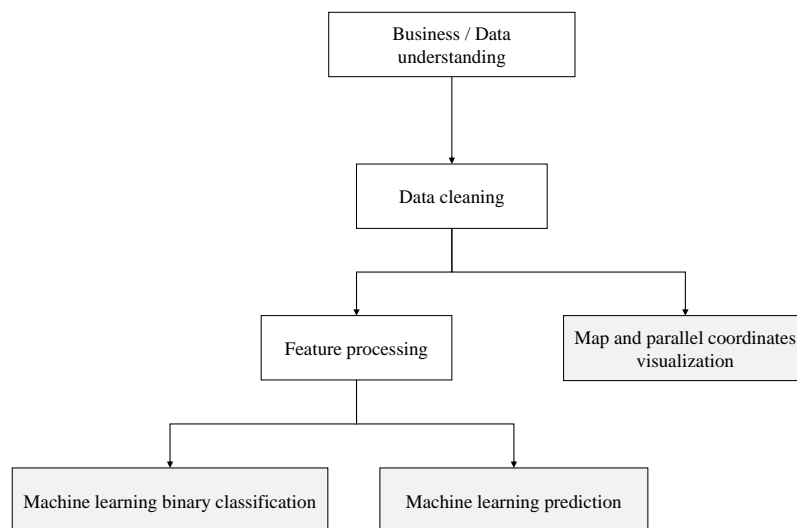 Business / Data
understanding
Data cleaning
Feature processing
Map and parallel coordinates
visualization
Machine learning binary classification
Machine learning prediction